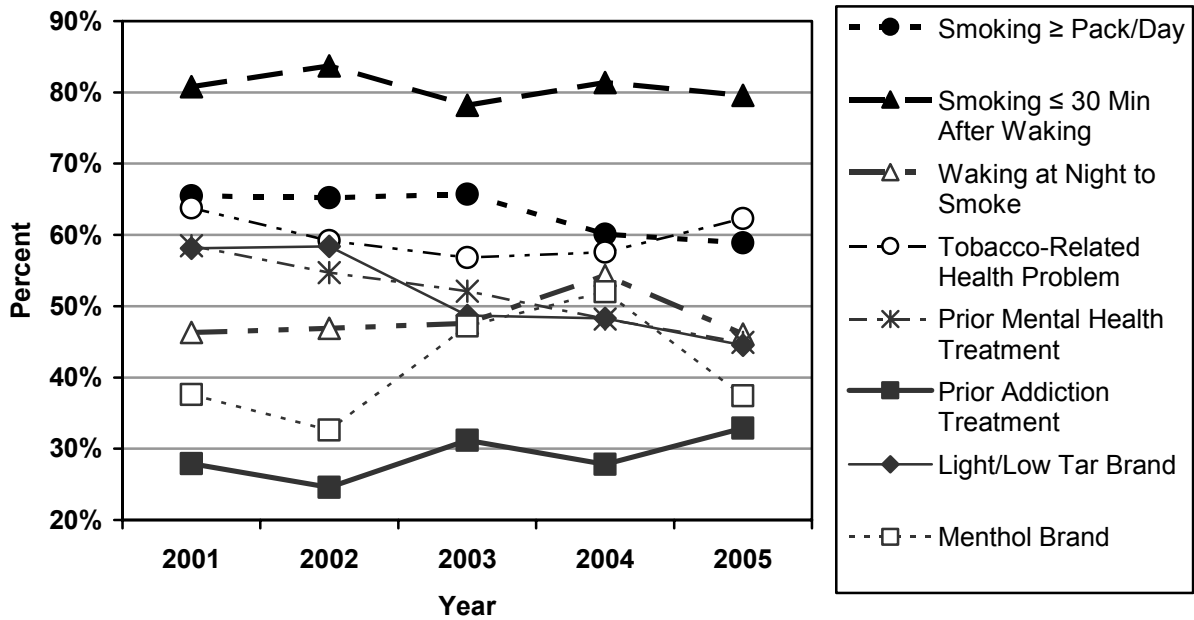 90%
80%
70%
60%
50%
40%
30%
20%
Percent
2001 2002 2003 2004 2005
Year
Smoking ≥ Pack/Day
Smoking ≤ 30 Min
After Waking
Waking at Night to
Smoke
Tobacco-Related
Health Problem
Prior Mental Health
Treatment
Prior Addiction
Treatment
Light/Low Tar Brand
Menthol Brand